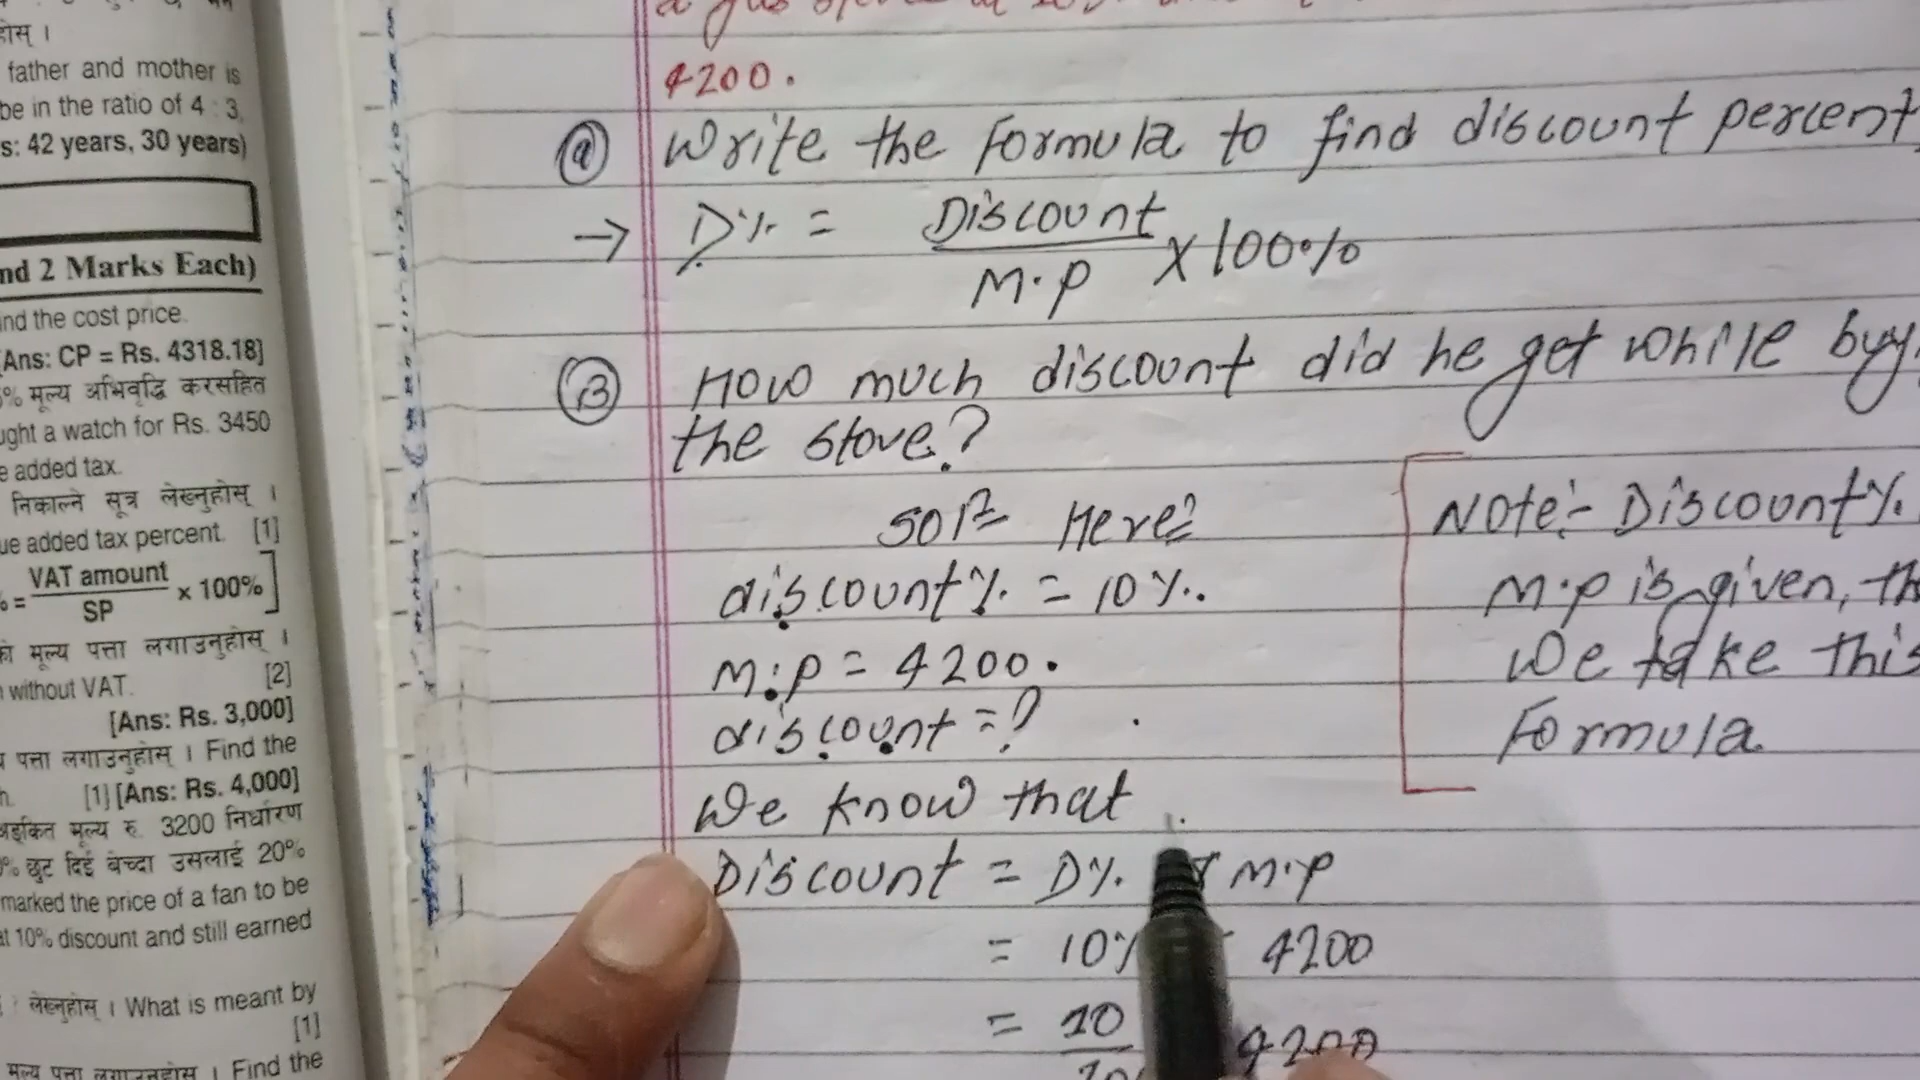 होस् ।
father and mother is
be in the ratio of 4 : 3,
s: 42 years, 30 years)
nd 2 Marks Each)
ind the cost price.
[Ans: CP = Rs. 4318.18]
% मूल्य अभिवृद्धि करसहित
ught a watch for Rs. 3450
e added tax.
निकाल्ने सूत्र लेख्नुहोस् ।
ue added tax percent. [1]
% = VAT amount
SP
× 100%]
को मूल्य पत्ता लगाउनुहोस् ।
[2]
without VAT.
[Ans: Rs. 3,000]
पत्ता लगाउनुहोस् । Find the
h. [1] [Ans: Rs. 4,000]
अङ्कित मूल्य रु. 3200 निर्धारण
% छुट दिई बेच्दा उसलाई 20%
marked the price of a fan to be
at 10% discount and still earned
लेख्नुहोस् । What is meant by
[1]
मूल्य पत्ता लगाउनुहोस् । Find the
4200.
(a) Write the Formula to find discount percent
→ D% = Discount
M.P
× 100%
(B) How much discount did he get while buy
the stove?
Solⁿ Here
discount% = 10%.
M.P = 4200.
discount = ?
We know that
Discount = D% M.P
= 10% 4200
= 10 4200
Note:- Discount%.
M.P is given, th
We take this
Formula